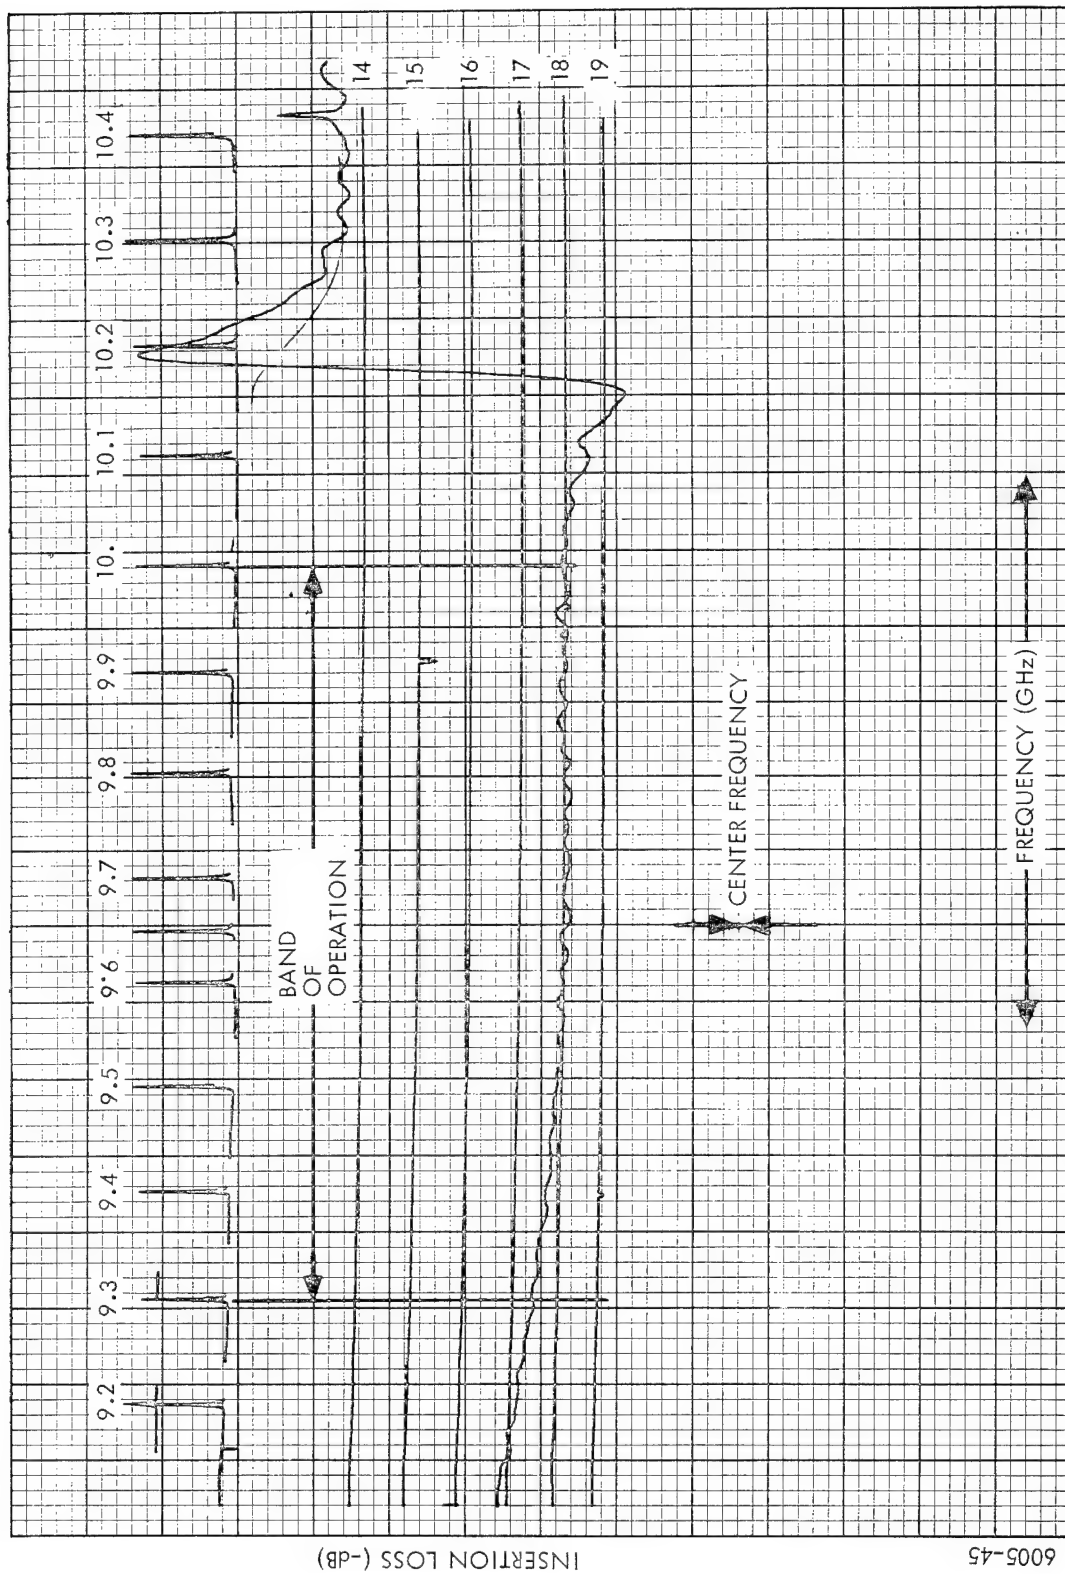 9.2 9.3 9.4 9.5 9.6 9.7 9.8 9.9 10. 10.1 10.2 10.3 10.4
BAND
OF
OPERATION
14
15
16
17
18
19
CENTER FREQUENCY
FREQUENCY (GHz)
INSERTION LOSS (-dB)
6005-45